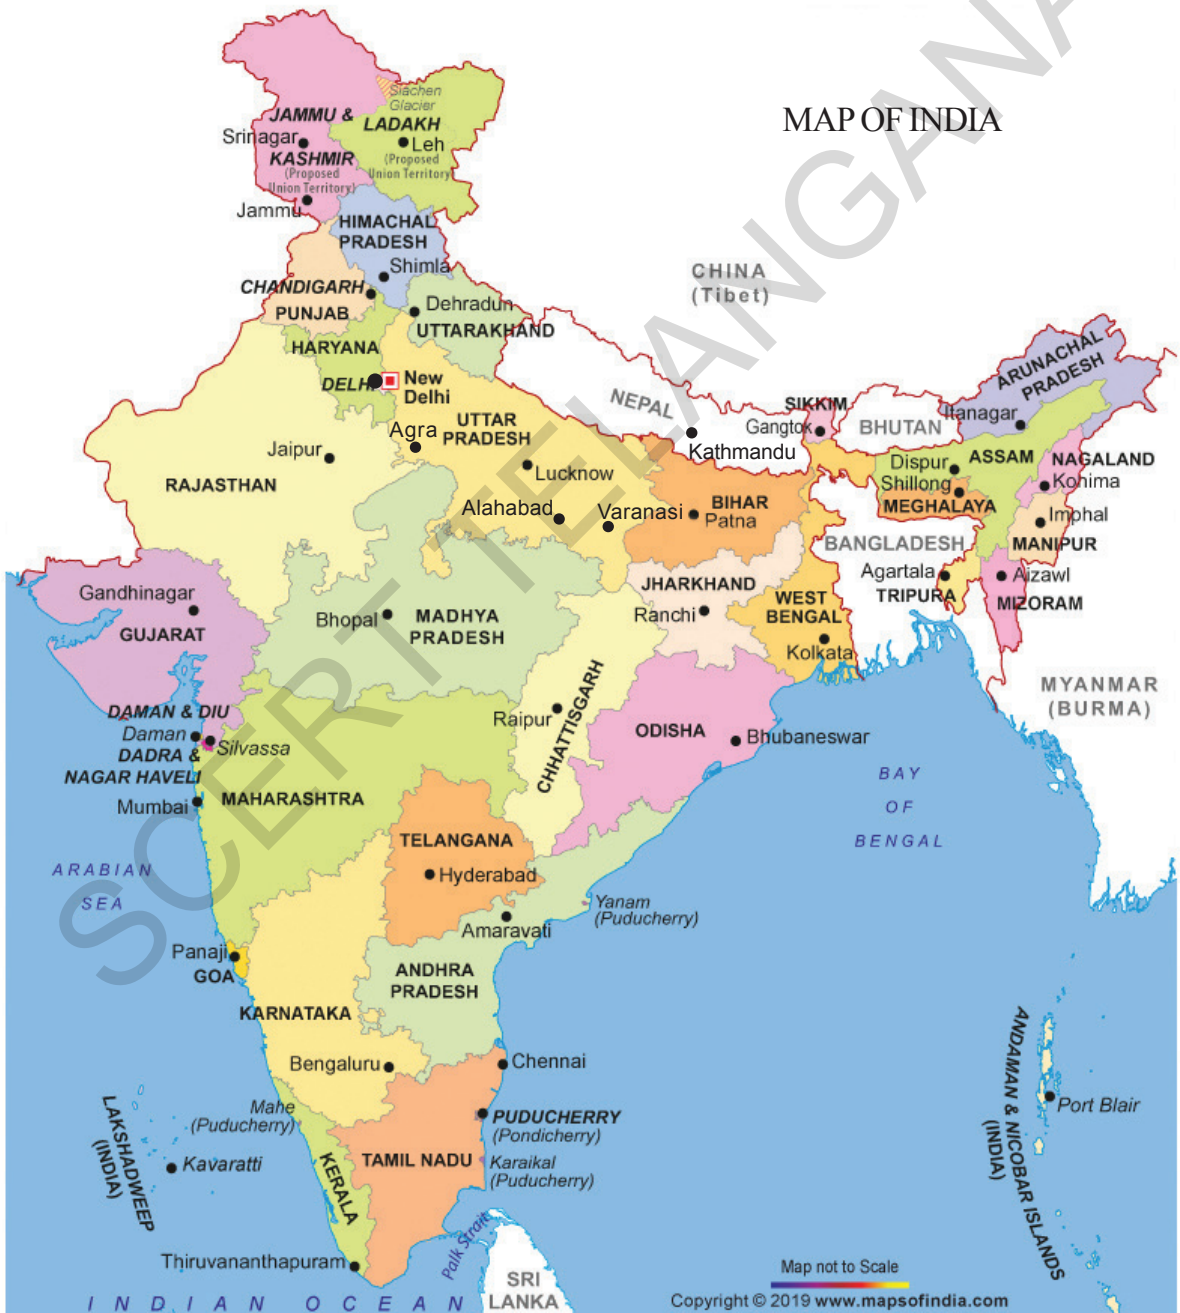 MAP OF INDIA
Siachen
Glacier
JAMMU &
KASHMIR
(Proposed
Union Territory)
Srinagar
Jammu
LADAKH
Leh
(Proposed
Union Territory)
HIMACHAL
PRADESH
Shimla
CHANDIGARH
PUNJAB
Dehradun
UTTARAKHAND
HARYANA
DELHI
New
Delhi
CHINA
(Tibet)
NEPAL
Kathmandu
SIKKIM
Gangtok
BHUTAN
ARUNACHAL
PRADESH
Itanagar
UTTAR
PRADESH
Agra
Lucknow
Alahabad
Varanasi
Jaipur
RAJASTHAN
BIHAR
Patna
Dispur
ASSAM
Shillong
MEGHALAYA
NAGALAND
Kohima
Imphal
MANIPUR
BANGLADESH
Agartala
TRIPURA
Aizawl
MIZORAM
Gandhinagar
GUJARAT
Bhopal
MADHYA
PRADESH
JHARKHAND
Ranchi
WEST
BENGAL
Kolkata
MYANMAR
(BURMA)
DAMAN & DIU
Daman
Silvassa
DADRA &
NAGAR HAVELI
Mumbai
MAHARASHTRA
Raipur
CHHATTISGARH
ODISHA
Bhubaneswar
BAY
OF
BENGAL
ARABIAN
SEA
TELANGANA
Hyderabad
Yanam
(Puducherry)
Amaravati
Panaji
GOA
ANDHRA
PRADESH
KARNATAKA
Bengaluru
Chennai
Mahe
(Puducherry)
PUDUCHERRY
(Pondicherry)
Karaikal
(Puducherry)
LAKSHADWEEP
(INDIA)
Kavaratti
KERALA
TAMIL NADU
Thiruvananthapuram
Palk Strait
SRI
LANKA
ANDAMAN & NICOBAR ISLANDS
(INDIA)
Port Blair
INDIAN OCEAN
Map not to Scale
Copyright © 2019 www.mapsofindia.com
SCERT TELANGANA